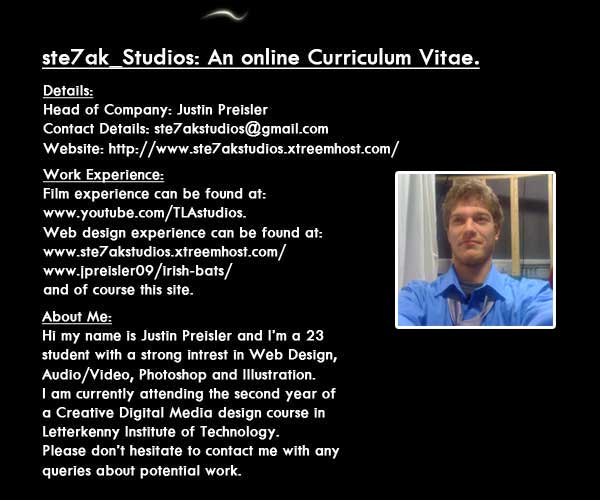 ste7ak_Studios: An online Curriculum Vitae.
Details:
Head of Company: Justin Preisler
Contact Details: ste7akstudios@gmail.com
Website: http://www.ste7akstudios.xtreemhost.com/
Work Experience:
Film experience can be found at:
www.youtube.com/TLAstudios.
Web design experience can be found at:
www.ste7akstudios.xtreemhost.com/
www.jpreisler09/irish-bats/
and of course this site.
About Me:
Hi my name is Justin Preisler and I'm a 23
student with a strong intrest in Web Design,
Audio/Video, Photoshop and Illustration.
I am currently attending the second year of
a Creative Digital Media design course in
Letterkenny Institute of Technology.
Please don't hesitate to contact me with any
queries about potential work.